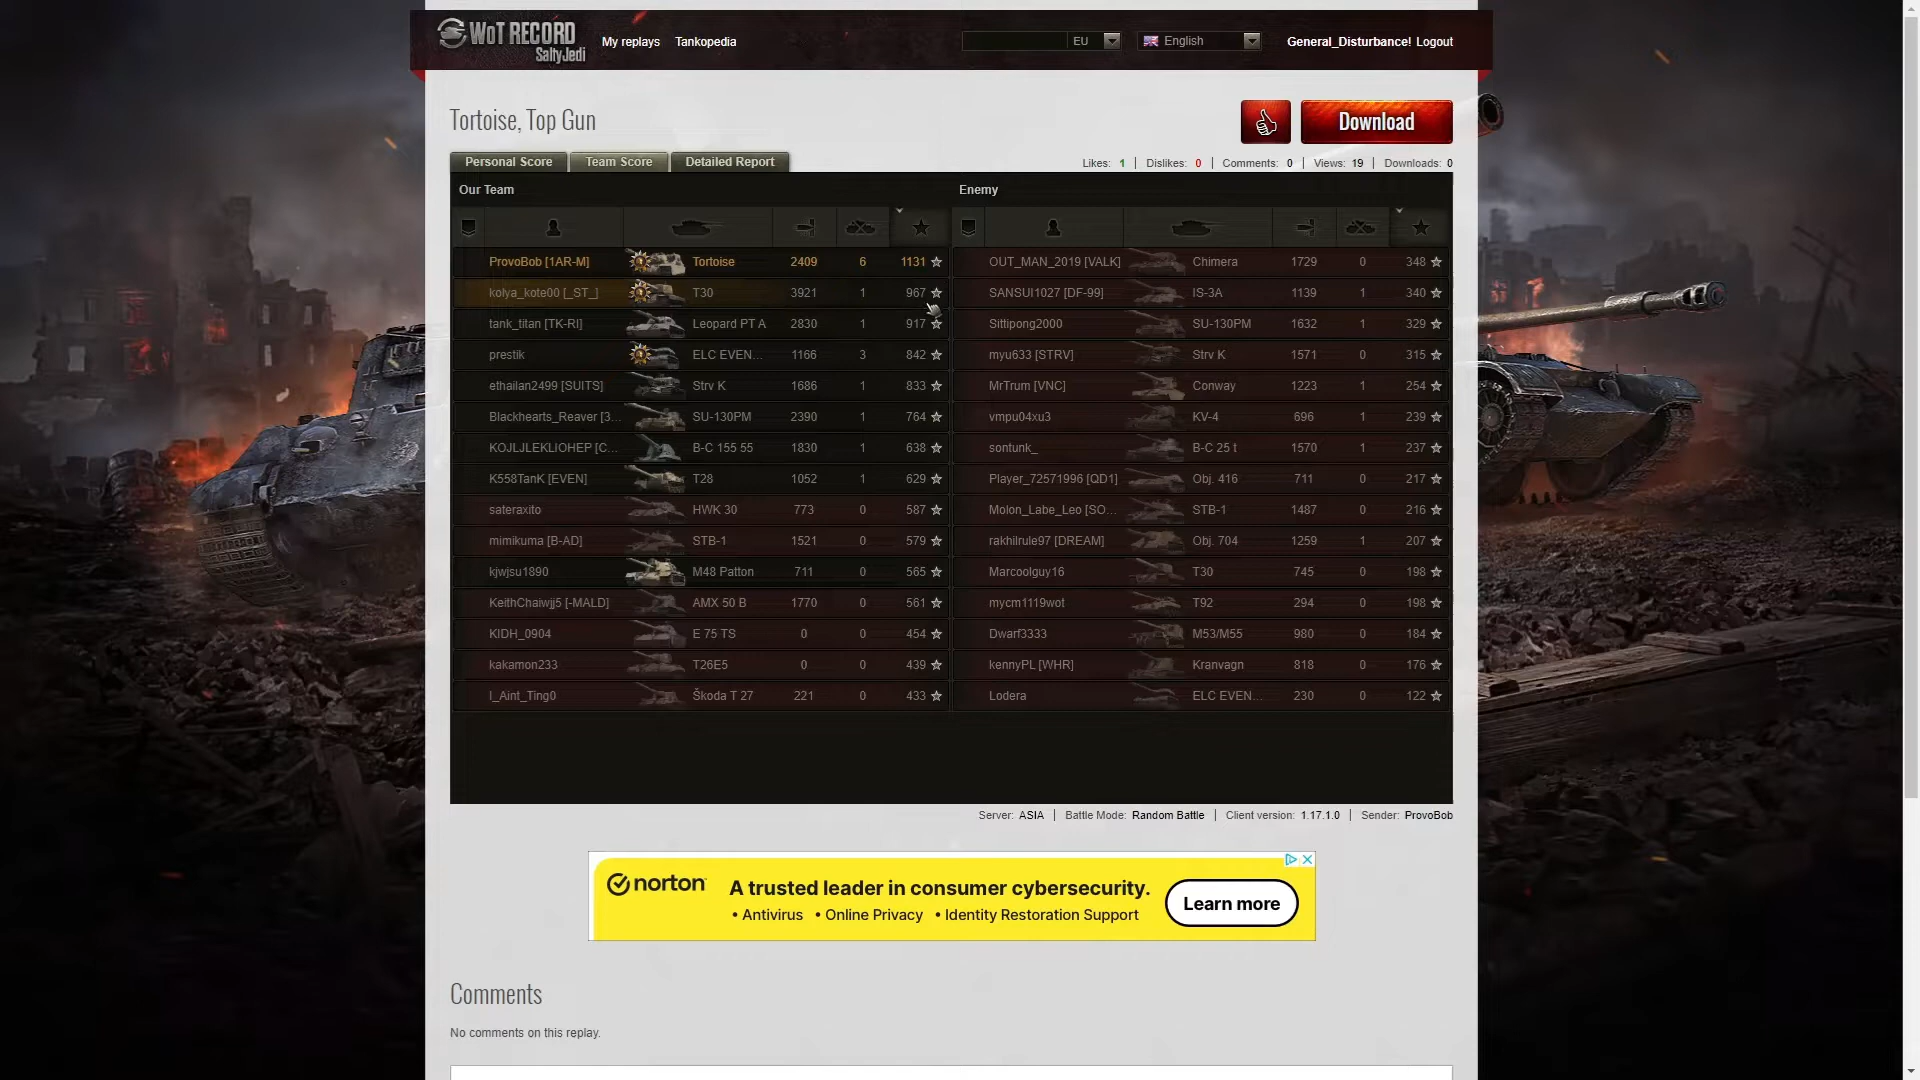 WoT RECORD
SaltyJedi
My replays
Tankopedia
EU
English
General_Disturbance! Logout
Tortoise, Top Gun
Download
Personal Score
Team Score
Detailed Report
Likes: 1 | Dislikes: 0 | Comments: 0 | Views: 19 | Downloads: 0
Our Team
Enemy
ProvoBob [1AR-M] Tortoise 2409 6 1131
OUT_MAN_2019 [VALK] Chimera 1729 0 348
kolya_kote00 [_ST_] T30 3921 1 967
SANSUI1027 [DF-99] IS-3A 1139 1 340
tank_titan [TK-RI] Leopard PT A 2830 1 917
Sittipong2000 SU-130PM 1632 1 329
prestik ELC EVEN... 1166 3 842
myu633 [STRV] Strv K 1571 0 315
ethailan2499 [SUITS] Strv K 1686 1 833
MrTrum [VNC] Conway 1223 1 254
Blackhearts_Reaver [3... SU-130PM 2390 1 764
vmpu04xu3 KV-4 696 1 239
KOJLJLEKLIOHEP [C... B-C 155 55 1830 1 638
sontunk_ B-C 25 t 1570 1 237
K558TanK [EVEN] T28 1052 1 629
Player_72571996 [QD1] Obj. 416 711 0 217
sateraxito HWK 30 773 0 587
Molon_Labe_Leo [SO... STB-1 1487 0 216
mimikuma [B-AD] STB-1 1521 0 579
rakhilrule97 [DREAM] Obj. 704 1259 1 207
kjwjsu1890 M48 Patton 711 0 565
Marcoolguy16 T30 745 0 198
KeithChaiwjj5 [-MALD] AMX 50 B 1770 0 561
mycm1119wot T92 294 0 198
KIDH_0904 E 75 TS 0 0 454
Dwarf3333 M53/M55 980 0 184
kakamon233 T26E5 0 0 439
kennyPL [WHR] Kranvagn 818 0 176
I_Aint_Ting0 Škoda T 27 221 0 433
Lodera ELC EVEN... 230 0 122
Server: ASIA | Battle Mode: Random Battle | Client version: 1.17.1.0 | Sender: ProvoBob
norton
A trusted leader in consumer cybersecurity.
• Antivirus • Online Privacy • Identity Restoration Support
Learn more
Comments
No comments on this replay.